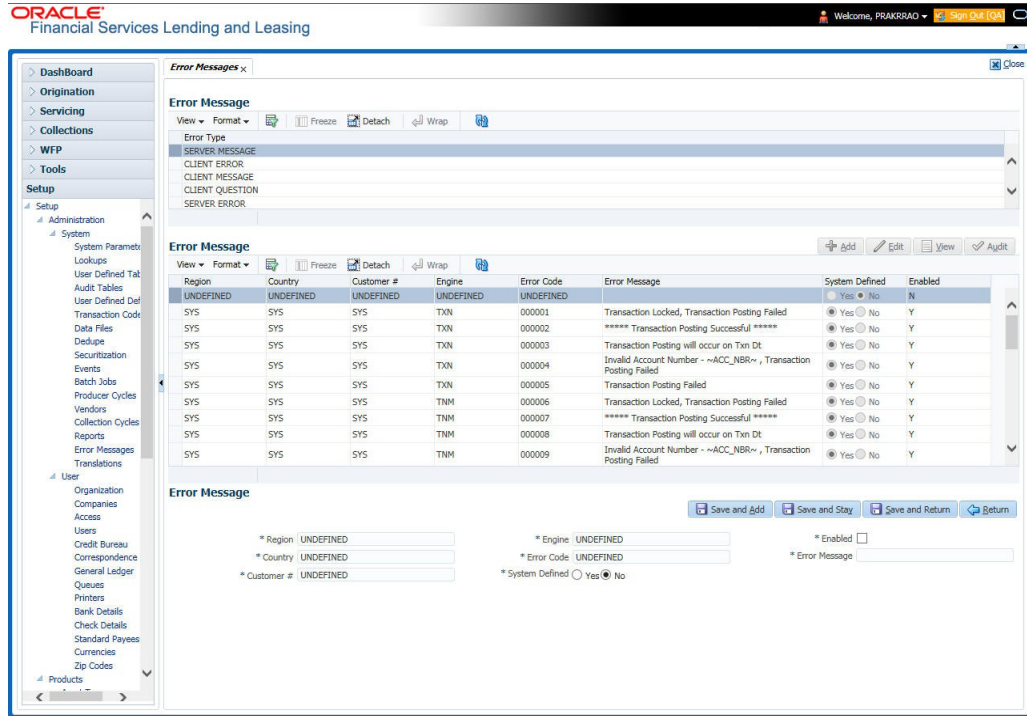 ORACLE
Financial Services Lending and Leasing
Welcome, PRAKRRAO
Sign Out [QA]
DashBoard
Origination
Servicing
Collections
WFP
Tools
Setup
Setup
Administration
System
System Paramete
Lookups
User Defined Tab
Audit Tables
User Defined Def
Transaction Code
Data Files
Dedupe
Securitization
Events
Batch Jobs
Producer Cycles
Vendors
Collection Cycles
Reports
Error Messages
Translations
User
Organization
Companies
Access
Users
Credit Bureau
Correspondence
General Ledger
Queues
Printers
Bank Details
Check Details
Standard Payees
Currencies
Zip Codes
Products
Error Messages x
Close
Error Message
View Format Freeze Detach Wrap
Error Type
SERVER MESSAGE
CLIENT ERROR
CLIENT MESSAGE
CLIENT QUESTION
SERVER ERROR
Error Message
Add Edit View Audit
View Format Freeze Detach Wrap
Region Country Customer # Engine Error Code Error Message System Defined Enabled
UNDEFINED UNDEFINED UNDEFINED UNDEFINED UNDEFINED Yes No N
SYS SYS SYS TXN 000001 Transaction Locked, Transaction Posting Failed Yes No Y
SYS SYS SYS TXN 000002 ***** Transaction Posting Successful ***** Yes No Y
SYS SYS SYS TXN 000003 Transaction Posting will occur on Txn Dt Yes No Y
SYS SYS SYS TXN 000004 Invalid Account Number - ~ACC_NBR~ , Transaction Posting Failed Yes No Y
SYS SYS SYS TXN 000005 Transaction Posting Failed Yes No Y
SYS SYS SYS TNM 000006 Transaction Locked, Transaction Posting Failed Yes No Y
SYS SYS SYS TNM 000007 ***** Transaction Posting Successful ***** Yes No Y
SYS SYS SYS TNM 000008 Transaction Posting will occur on Txn Dt Yes No Y
SYS SYS SYS TNM 000009 Invalid Account Number - ~ACC_NBR~ , Transaction Posting Failed Yes No Y
Error Message
Save and Add Save and Stay Save and Return Return
* Region UNDEFINED
* Country UNDEFINED
* Customer # UNDEFINED
* Engine UNDEFINED
* Error Code UNDEFINED
* System Defined Yes No
* Enabled
* Error Message